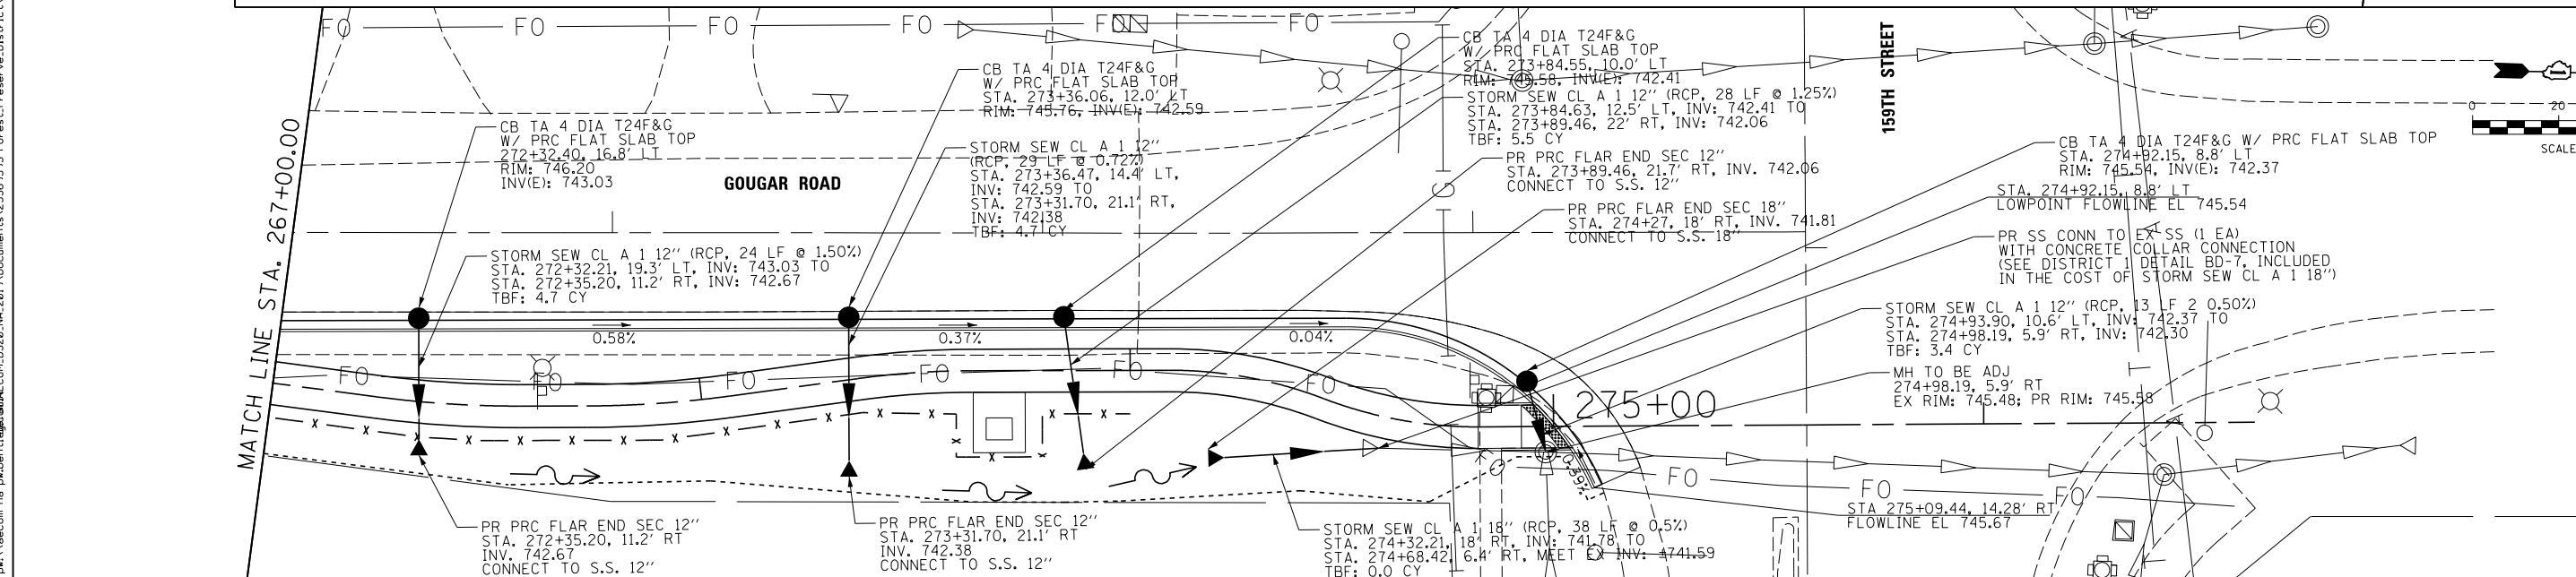 FO
FO
FO
FO
FO
FO
MATCH LINE STA. 267+00.00
GOUGAR ROAD
159TH STREET
CB TA 4 DIA T24F&G
W/ PRC FLAT SLAB TOP
272+32.40, 16.8' LT
RIM: 746.20
INV(E): 743.03
STORM SEW CL A 1 12'' (RCP, 24 LF @ 1.50%)
STA. 272+32.21, 19.3' LT, INV: 743.03 TO
STA. 272+35.20, 11.2' RT, INV: 742.67
TBF: 4.7 CY
CB TA 4 DIA T24F&G
W/ PRC FLAT SLAB TOP
STA. 273+36.06, 12.0' LT
RIM: 745.76, INV(E): 742.59
STORM SEW CL A 1 12''
(RCP, 29 LF @ 0.72%)
STA. 273+36.47, 14.4' LT,
INV: 742.59 TO
STA. 273+31.70, 21.1' RT,
INV: 742.38
TBF: 4.7 CY
CB TA 4 DIA T24F&G
W/ PRC FLAT SLAB TOP
STA. 273+84.55, 10.0' LT
RIM: 745.58, INV(E): 742.41
STORM SEW CL A 1 12'' (RCP, 28 LF @ 1.25%)
STA. 273+84.63, 12.5' LT, INV: 742.41 TO
STA. 273+89.46, 22' RT, INV: 742.06
TBF: 5.5 CY
PR PRC FLAR END SEC 12''
STA. 273+89.46, 21.7' RT, INV. 742.06
CONNECT TO S.S. 12''
PR PRC FLAR END SEC 18''
STA. 274+27, 18' RT, INV. 741.81
CONNECT TO S.S. 18''
CB TA 4 DIA T24F&G W/ PRC FLAT SLAB TOP
STA. 274+92.15, 8.8' LT
RIM: 745.54, INV(E): 742.37
STA. 274+92.15, 8.8' LT
LOWPOINT FLOWLINE EL 745.54
PR SS CONN TO EX SS (1 EA)
WITH CONCRETE COLLAR CONNECTION
(SEE DISTRICT 1 DETAIL BD-7, INCLUDED
IN THE COST OF STORM SEW CL A 1 18'')
STORM SEW CL A 1 12'' (RCP, 13 LF 2 0.50%)
STA. 274+93.90, 10.6' LT, INV: 742.37 TO
STA. 274+98.19, 5.9' RT, INV: 742.30
TBF: 3.4 CY
MH TO BE ADJ
274+98.19, 5.9' RT
EX RIM: 745.48; PR RIM: 745.58
0 20
SCALE
0.58%
0.37%
0.04%
FO
FO
FO
FO
FO
FO
275+00
0.39%
FO
FO
FO
STA 275+09.44, 14.28' RT
FLOWLINE EL 745.67
PR PRC FLAR END SEC 12''
STA. 272+35.20, 11.2' RT
INV. 742.67
CONNECT TO S.S. 12''
PR PRC FLAR END SEC 12''
STA. 273+31.70, 21.1' RT
INV. 742.38
CONNECT TO S.S. 12''
STORM SEW CL A 1 18'' (RCP, 38 LF @ 0.5%)
STA. 274+32.21, 18' RT, INV: 741.78 TO
STA. 274+68.42, 6.4' RT, MEET EX INV: ±741.59
TBF: 0.0 CY